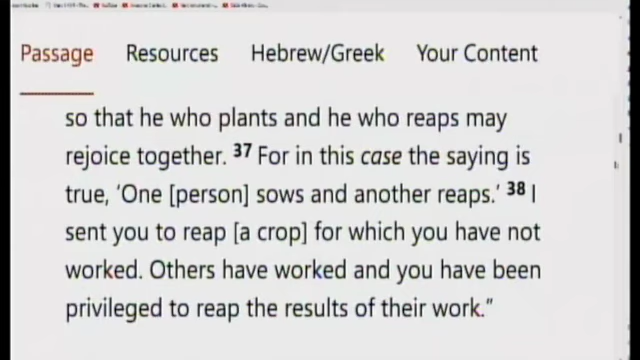 Passage Resources Hebrew/Greek Your Content
so that he who plants and he who reaps may
rejoice together. 37 For in this case the saying is
true, ‘One [person] sows and another reaps.’ 38 I
sent you to reap [a crop] for which you have not
worked. Others have worked and you have been
privileged to reap the results of their work.”